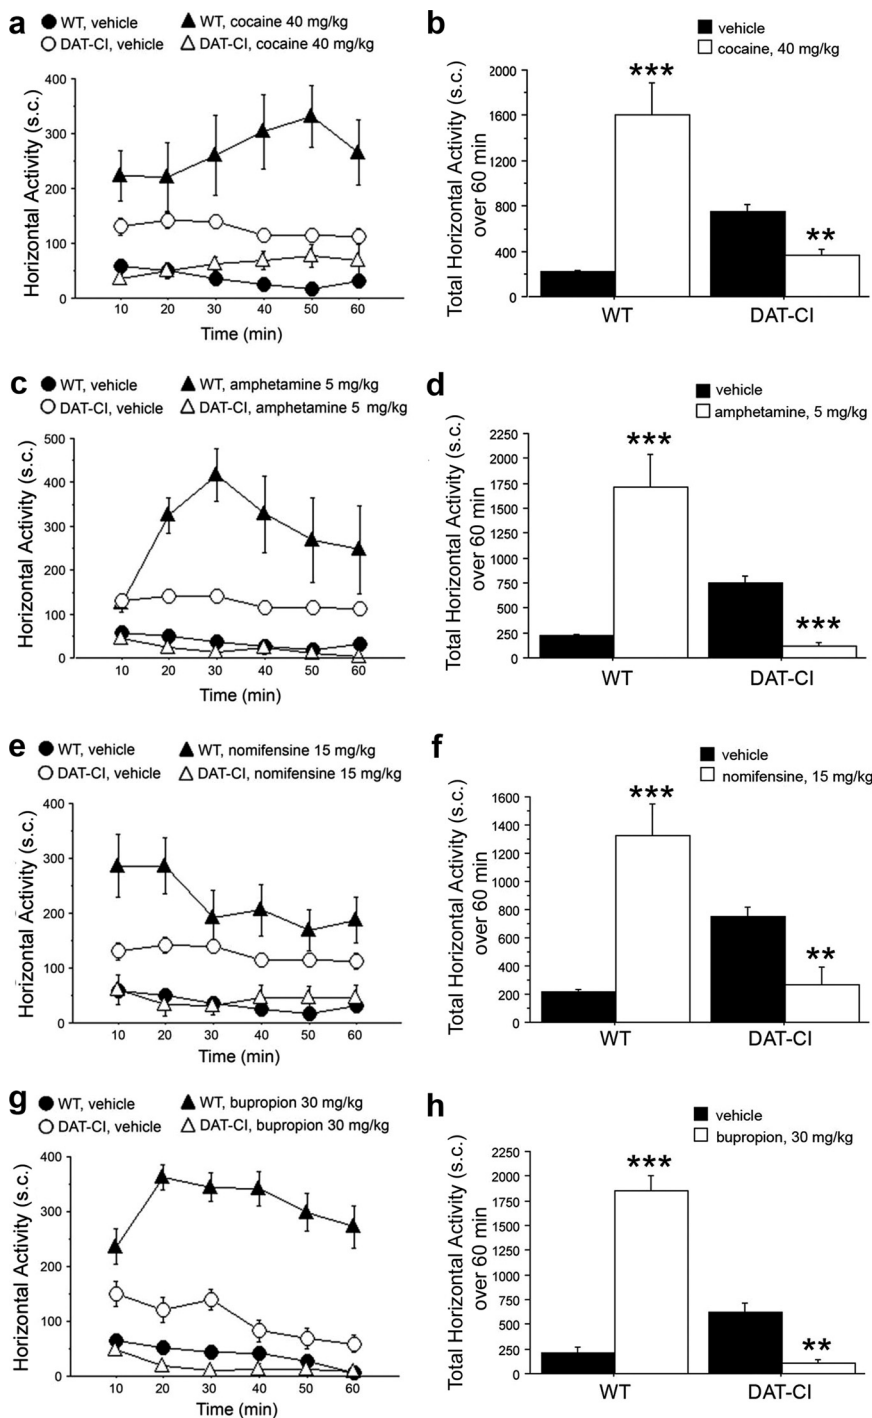 a
WT, vehicle WT, cocaine 40 mg/kg
DAT-CI, vehicle DAT-CI, cocaine 40 mg/kg
Horizontal Activity (s.c.)
400
300
200
100
0
10 20 30 40 50 60
Time (min)
b
vehicle
cocaine, 40 mg/kg
Total Horizontal Activity (s.c.)
over 60 min
2000
1600
1200
800
400
0
***
**
WT DAT-CI
c
WT, vehicle WT, amphetamine 5 mg/kg
DAT-CI, vehicle DAT-CI, amphetamine 5 mg/kg
Horizontal Activity (s.c.)
500
400
300
200
100
0
10 20 30 40 50 60
Time (min)
d
vehicle
amphetamine, 5 mg/kg
Total Horizontal Activity (s.c.)
over 60 min
2250
2000
1750
1500
1250
1000
750
500
250
0
***
***
WT DAT-CI
e
WT, vehicle WT, nomifensine 15 mg/kg
DAT-CI, vehicle DAT-CI, nomifensine 15 mg/kg
Horizontal Activity (s.c.)
400
300
200
100
0
10 20 30 40 50 60
Time (min)
f
vehicle
nomifensine, 15 mg/kg
Total Horizontal Activity (s.c.)
over 60 min
1600
1400
1200
1000
800
600
400
200
0
***
**
WT DAT-CI
g
WT, vehicle WT, bupropion 30 mg/kg
DAT-CI, vehicle DAT-CI, bupropion 30 mg/kg
Horizontal Activity (s.c.)
400
300
200
100
0
10 20 30 40 50 60
Time (min)
h
vehicle
bupropion, 30 mg/kg
Total Horizontal Activity (s.c.)
over 60 min
2250
2000
1750
1500
1250
1000
750
500
250
0
***
**
WT DAT-CI